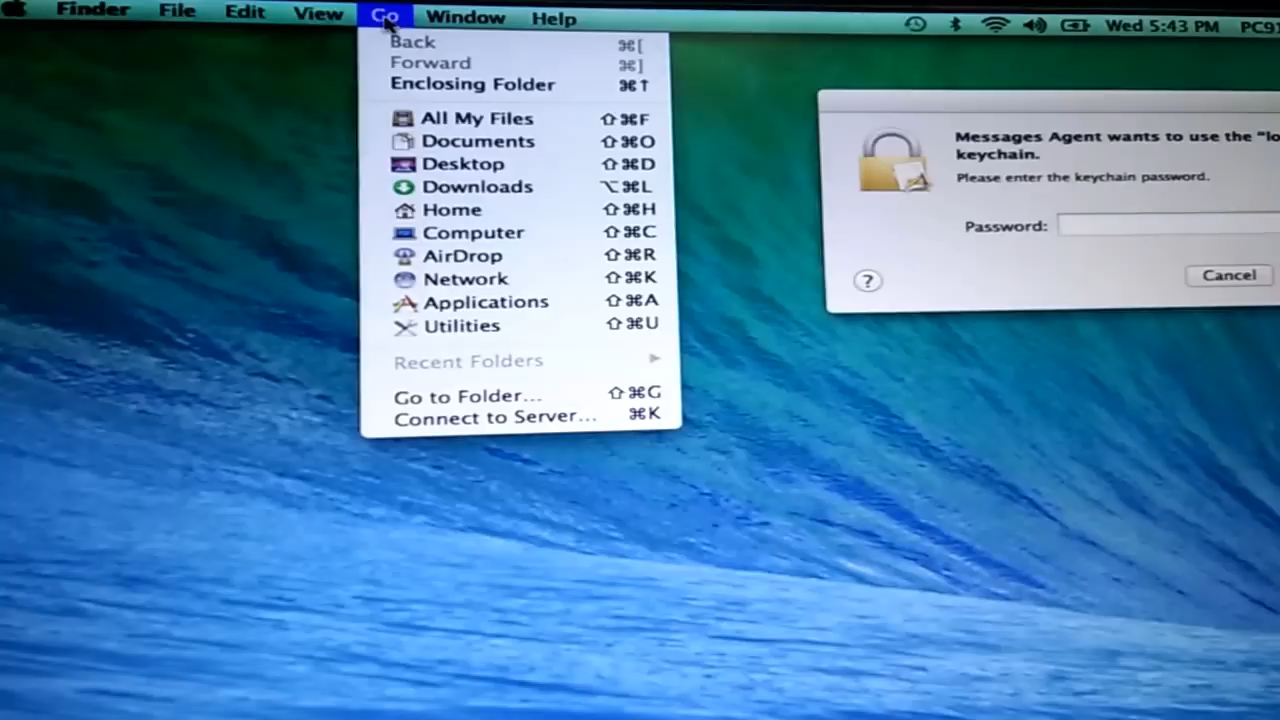 Finder File Edit View Go Window Help Wed 5:43 PM
Back ⌘[
Forward ⌘]
Enclosing Folder ⌘↑
All My Files ⇧⌘F
Documents ⇧⌘O
Desktop ⇧⌘D
Downloads ⌥⌘L
Home ⇧⌘H
Computer ⇧⌘C
AirDrop ⇧⌘R
Network ⇧⌘K
Applications ⇧⌘A
Utilities ⇧⌘U
Recent Folders
Go to Folder... ⇧⌘G
Connect to Server... ⌘K
Messages Agent wants to use the
keychain.
Please enter the keychain password.
Password:
? Cancel